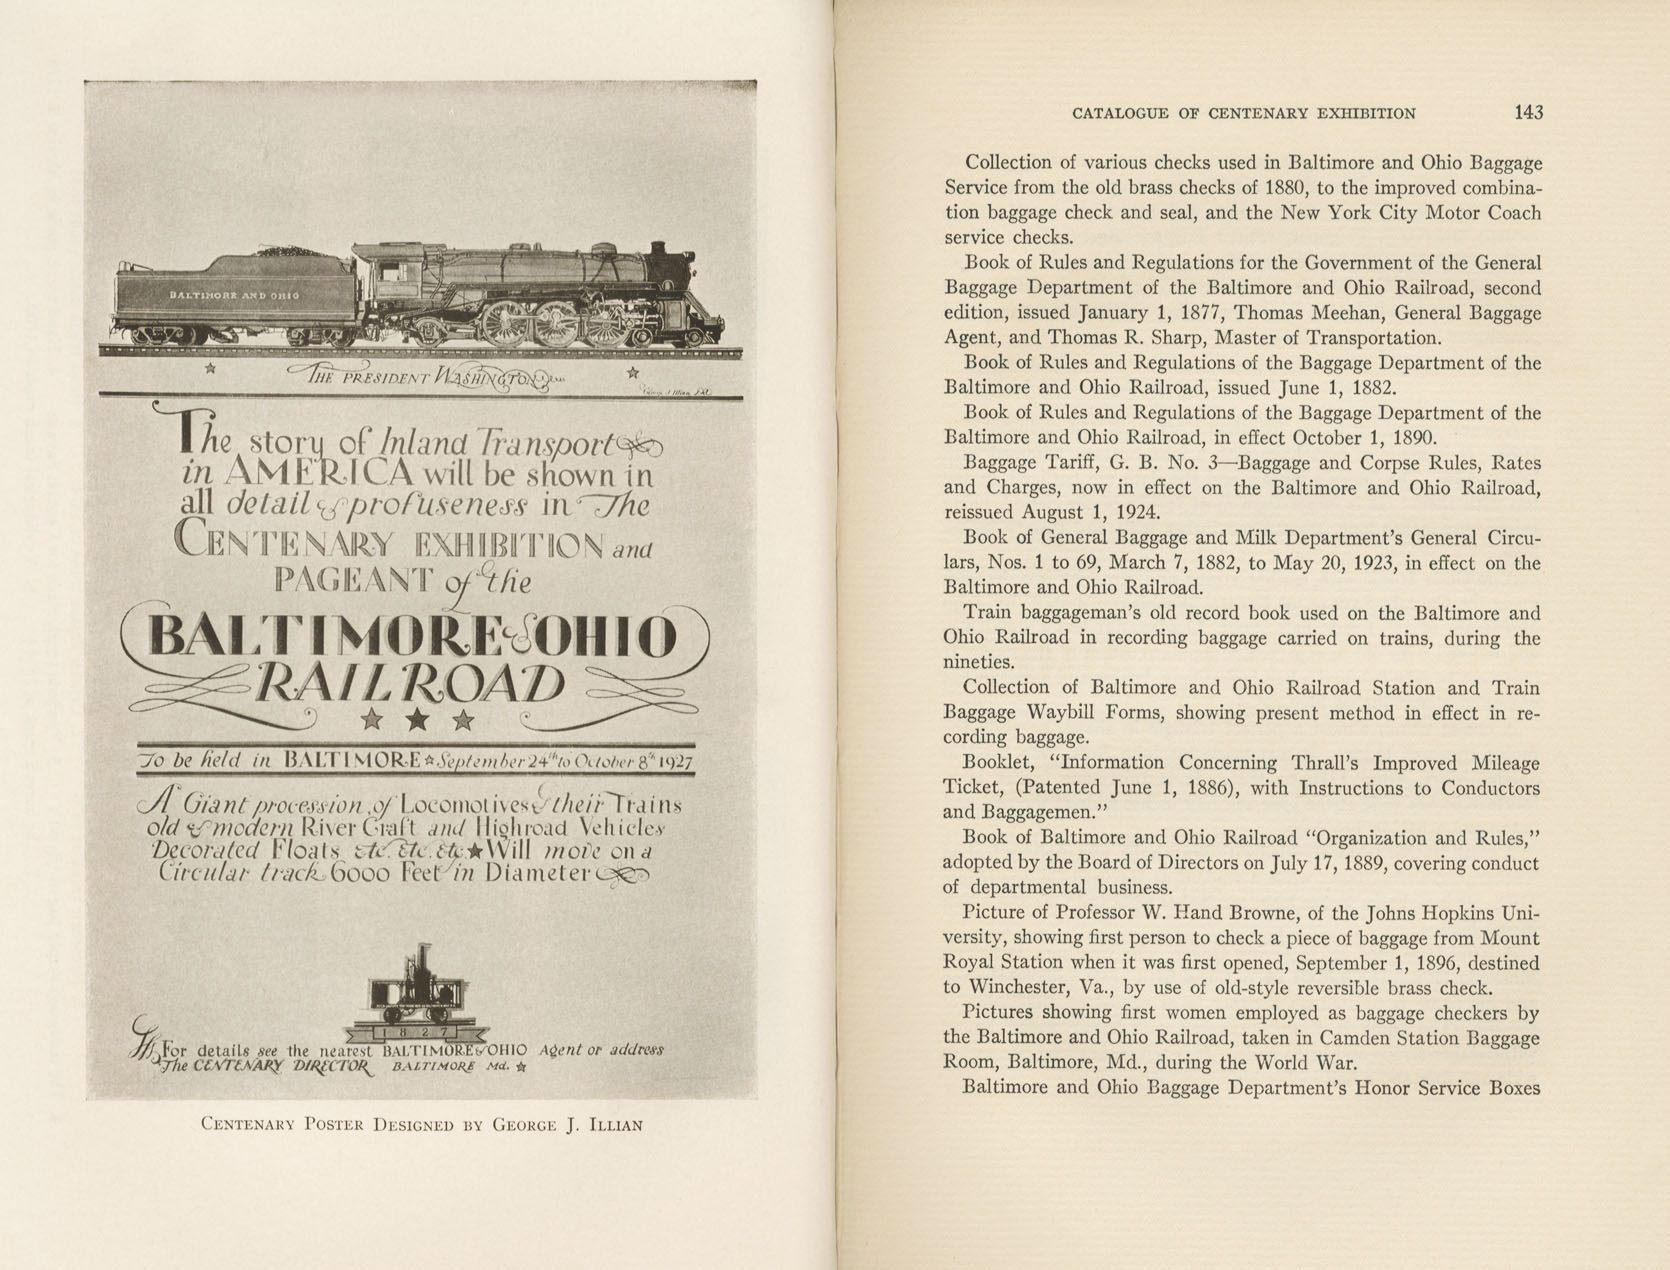 BALTIMORE AND OHIO
THE PRESIDENT WASHINGTON
George J. Illian
The story of Inland Transport
in AMERICA will be shown in
all detail & profuseness in The
CENTENARY EXHIBITION and
PAGEANT of the
BALTIMORE & OHIO
RAILROAD
To be held in BALTIMORE September 24th to October 8th 1927
A Giant procession of Locomotives & their Trains
old & modern River Craft and Highroad Vehicles
Decorated Floats etc. etc. etc. Will move on a
Circular track 6000 Feet in Diameter
1827
For details see the nearest BALTIMORE & OHIO Agent or address
The CENTENARY DIRECTOR BALTIMORE Md.
CENTENARY POSTER DESIGNED BY GEORGE J. ILLIAN
CATALOGUE OF CENTENARY EXHIBITION 143
Collection of various checks used in Baltimore and Ohio Baggage
Service from the old brass checks of 1880, to the improved combina-
tion baggage check and seal, and the New York City Motor Coach
service checks.
Book of Rules and Regulations for the Government of the General
Baggage Department of the Baltimore and Ohio Railroad, second
edition, issued January 1, 1877, Thomas Meehan, General Baggage
Agent, and Thomas R. Sharp, Master of Transportation.
Book of Rules and Regulations of the Baggage Department of the
Baltimore and Ohio Railroad, issued June 1, 1882.
Book of Rules and Regulations of the Baggage Department of the
Baltimore and Ohio Railroad, in effect October 1, 1890.
Baggage Tariff, G. B. No. 3—Baggage and Corpse Rules, Rates
and Charges, now in effect on the Baltimore and Ohio Railroad,
reissued August 1, 1924.
Book of General Baggage and Milk Department's General Circu-
lars, Nos. 1 to 69, March 7, 1882, to May 20, 1923, in effect on the
Baltimore and Ohio Railroad.
Train baggageman's old record book used on the Baltimore and
Ohio Railroad in recording baggage carried on trains, during the
nineties.
Collection of Baltimore and Ohio Railroad Station and Train
Baggage Waybill Forms, showing present method in effect in re-
cording baggage.
Booklet, "Information Concerning Thrall's Improved Mileage
Ticket, (Patented June 1, 1886), with Instructions to Conductors
and Baggagemen."
Book of Baltimore and Ohio Railroad "Organization and Rules,"
adopted by the Board of Directors on July 17, 1889, covering conduct
of departmental business.
Picture of Professor W. Hand Browne, of the Johns Hopkins Uni-
versity, showing first person to check a piece of baggage from Mount
Royal Station when it was first opened, September 1, 1896, destined
to Winchester, Va., by use of old-style reversible brass check.
Pictures showing first women employed as baggage checkers by
the Baltimore and Ohio Railroad, taken in Camden Station Baggage
Room, Baltimore, Md., during the World War.
Baltimore and Ohio Baggage Department's Honor Service Boxes